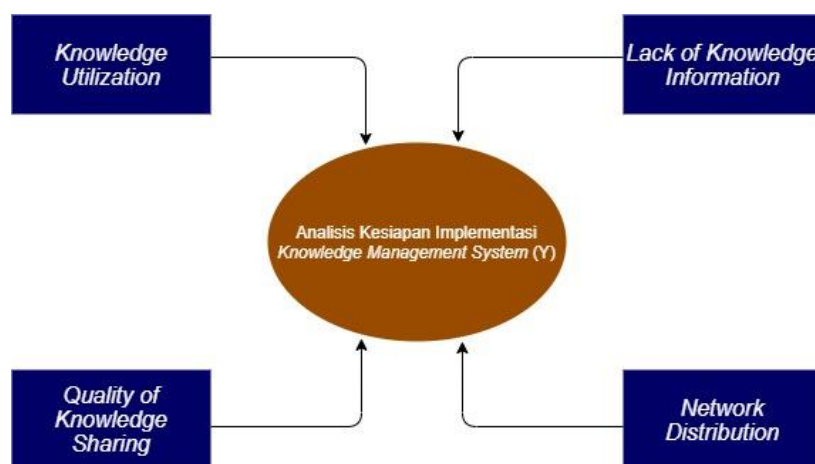 Knowledge
Utilization
Lack of Knowledge
Information
Analisis Kesiapan Implementasi
Knowledge Management System (Y)
Quality of
Knowledge
Sharing
Network
Distribution